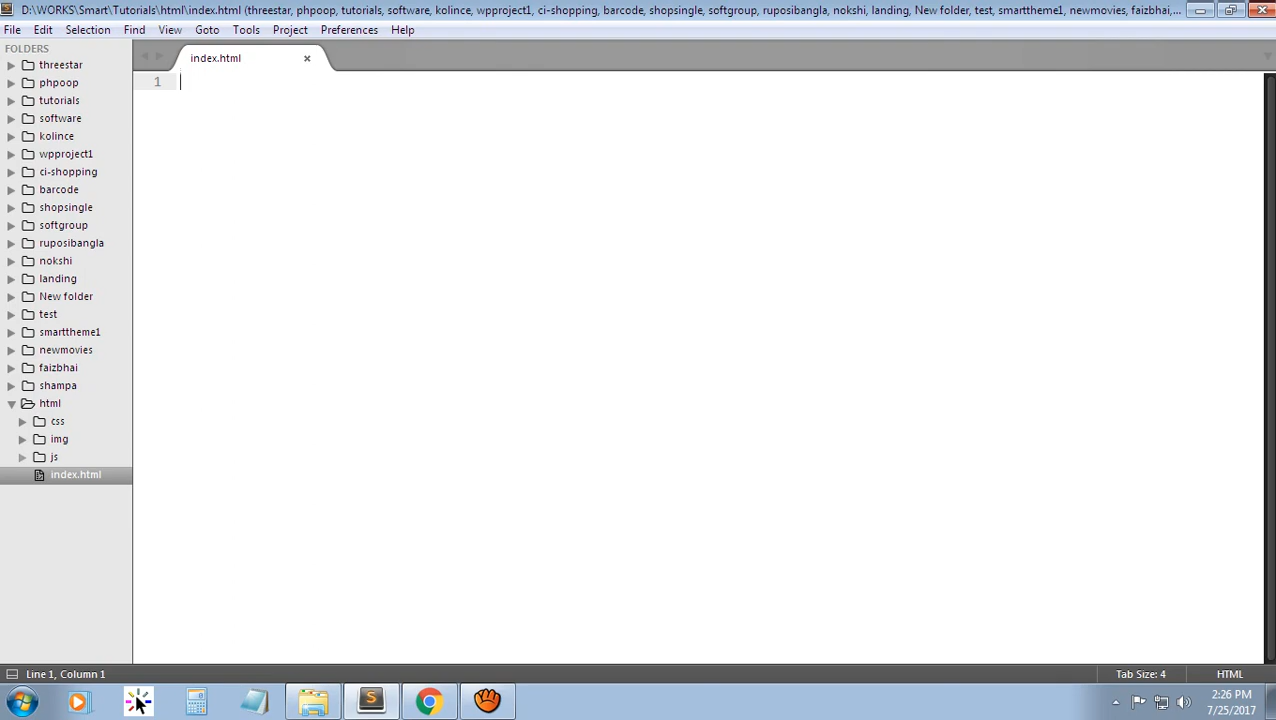 D:\WORKS\Smart\Tutorials\html\index.html (threestar, phpoop, tutorials, software, kolince, wpproject1, ci-shopping, barcode, shopsingle, softgroup, ruposibangla, nokshi, landing, New folder, test, smarttheme1, newmovies, faizbhai,...
File Edit Selection Find View Goto Tools Project Preferences Help
FOLDERS
index.html
threestar
1
phpoop
tutorials
software
kolince
wpproject1
ci-shopping
barcode
shopsingle
softgroup
ruposibangla
nokshi
landing
New folder
test
smarttheme1
newmovies
faizbhai
shampa
html
css
img
js
index.html
Line 1, Column 1
Tab Size: 4
HTML
2:26 PM
7/25/2017